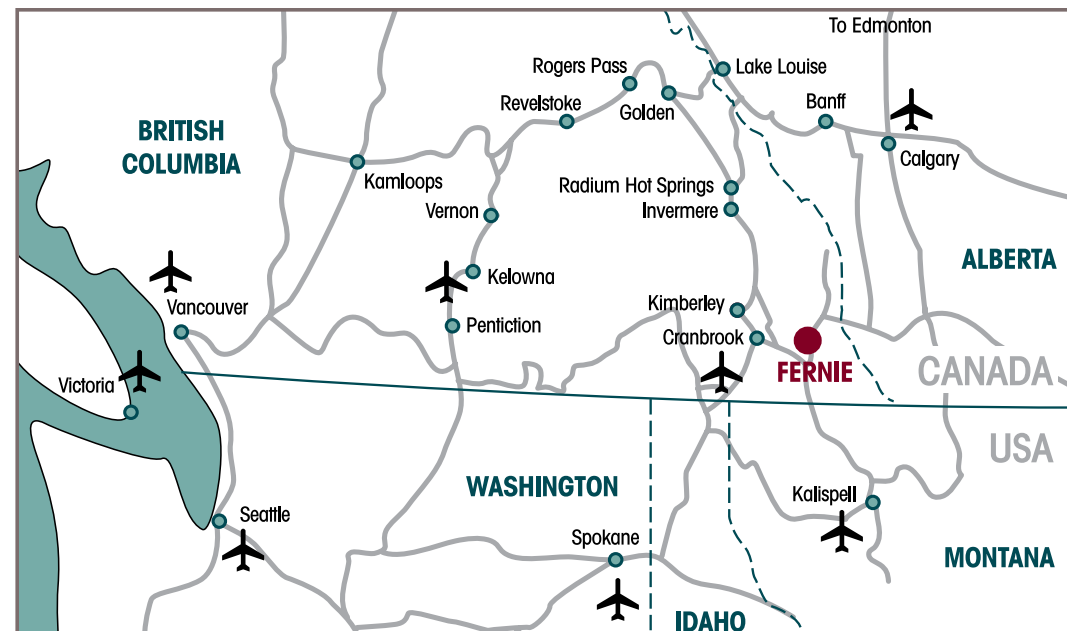 To Edmonton
Rogers Pass
Lake Louise
Golden
Banff
Revelstoke
BRITISH
COLUMBIA
Calgary
Kamloops
Radium Hot Springs
Invermere
Vernon
ALBERTA
Kelowna
Vancouver
Kimberley
Pentiction
Cranbrook
FERNIE
CANADA
Victoria
USA
WASHINGTON
Kalispell
Seattle
Spokane
MONTANA
IDAHO